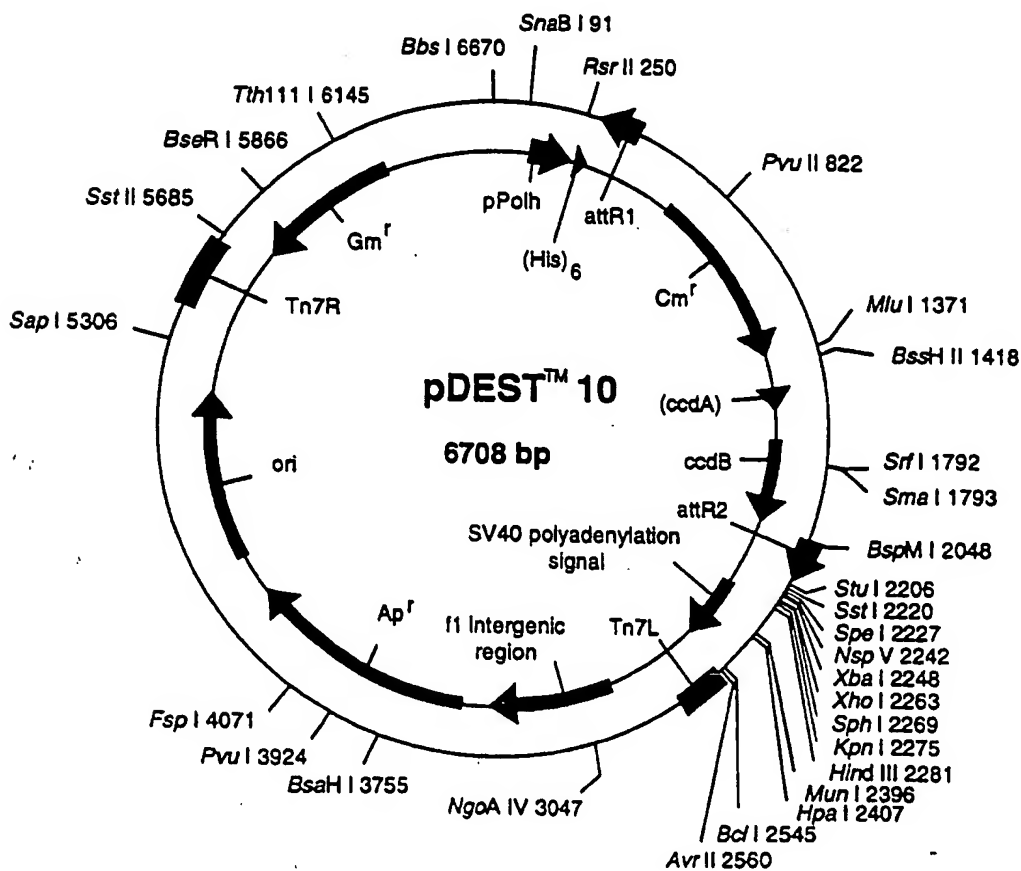 SnaB I 91
Bbs I 6670
Rsr II 250
Tth111 I 6145
BseR I 5866
Pvu II 822
Sst II 5685
pPolh
attR1
Gm r
(His)6
Cm r
Tn7R
Sap I 5306
Mlu I 1371
BssH II 1418
pDEST™ 10
(ccdA)
6708 bp
ccdB
ori
Srf I 1792
Sma I 1793
attR2
SV40 polyadenylation
signal
BspM I 2048
Stu I 2206
Sst I 2220
Spe I 2227
Nsp V 2242
Xba I 2248
Xho I 2263
Sph I 2269
Kpn I 2275
Hind III 2281
Mun I 2396
Hpa I 2407
Ap r
f1 Intergenic
region
Tn7L
Fsp I 4071
Pvu I 3924
BsaH I 3755
NgoA IV 3047
Bcl I 2545
Avr II 2560